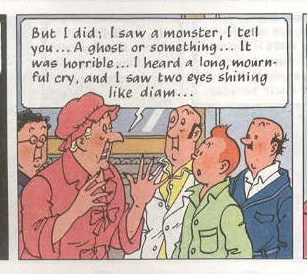 But I did; I saw a monster, I tell
you... A ghost or something... It
was horrible... I heard a long, mourn-
ful cry, and I saw two eyes shining
like diam...